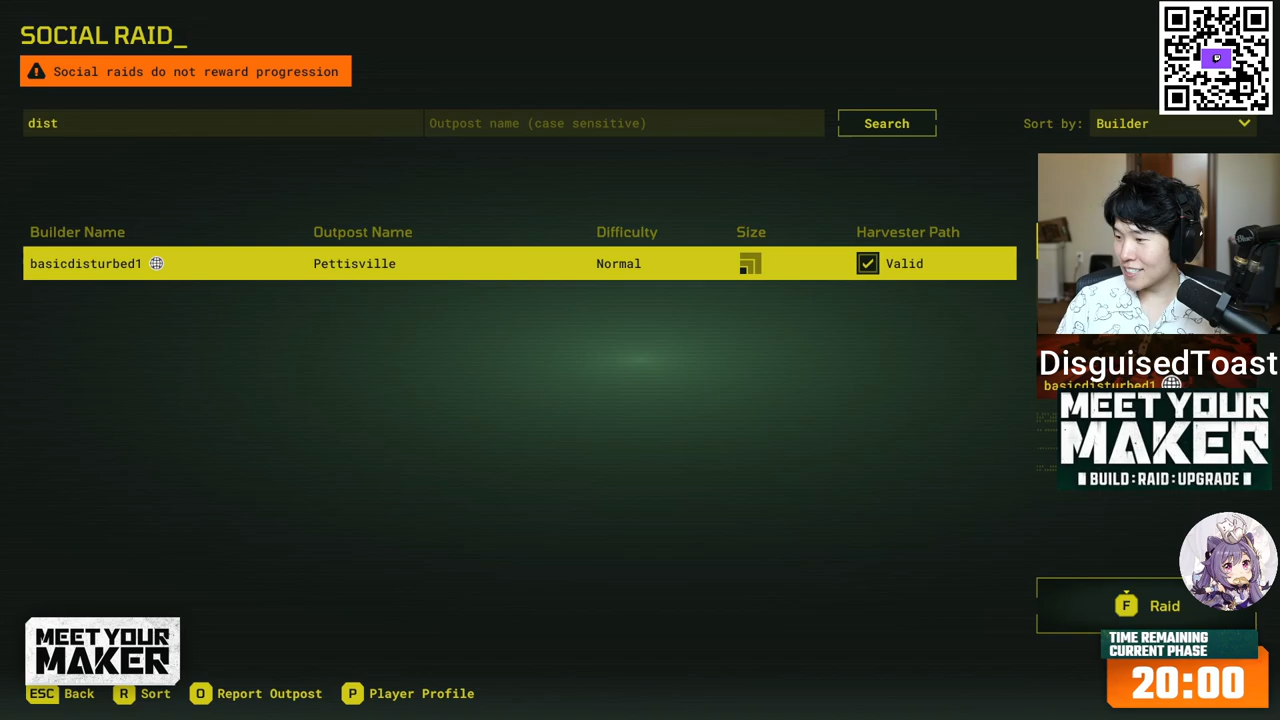 SOCIAL RAID_
Social raids do not reward progression
dist
Outpost name (case sensitive)
Search
Sort by:
Builder
Builder Name
Outpost Name
Difficulty
Size
Harvester Path
basicdisturbed1
Pettisville
Normal
Valid
DisguisedToast
basicdisturbed1
MEET YOUR
MAKER
BUILD:RAID:UPGRADE
F Raid
MEET YOUR
MAKER
TIME REMAINING
CURRENT PHASE
20:00
ESC Back
R Sort
O Report Outpost
P Player Profile